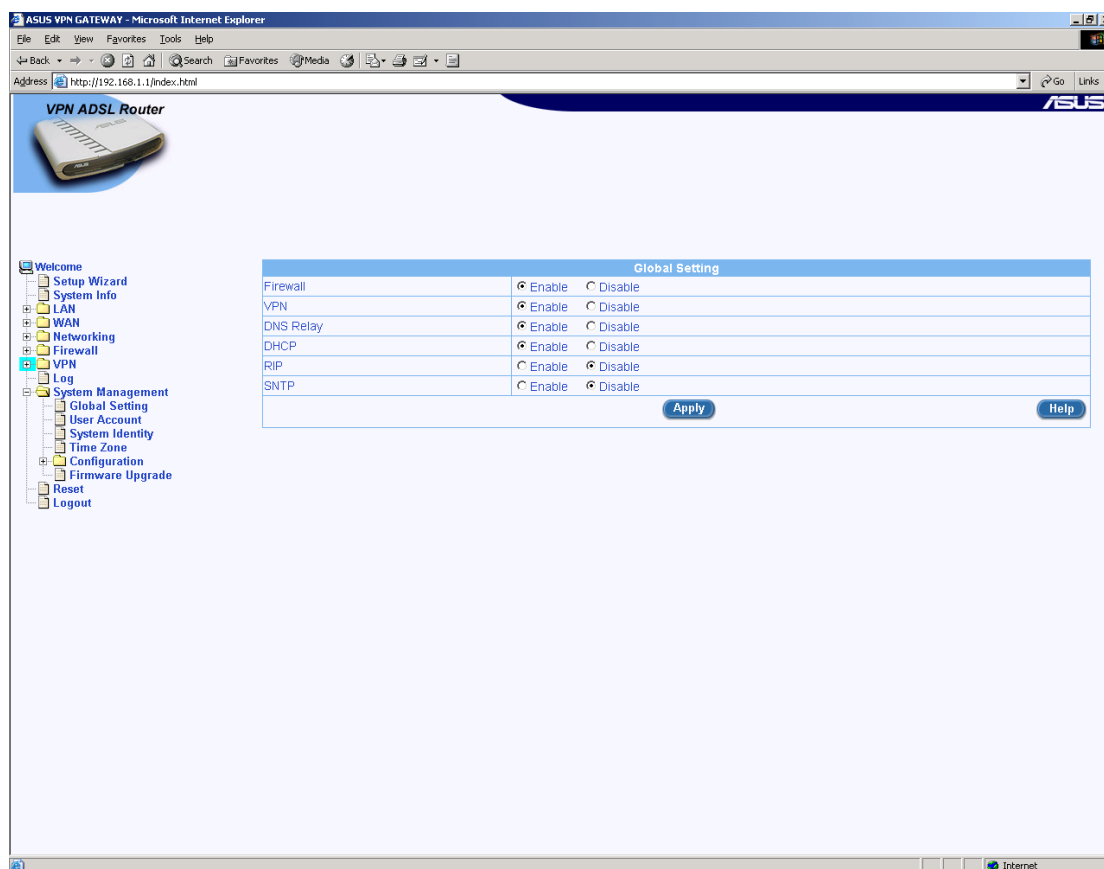 ASUS VPN GATEWAY - Microsoft Internet Explorer
File Edit View Favorites Tools Help
Back Search Favorites Media
Address http://192.168.1.1/index.html Go Links
VPN ADSL Router
ASUS
Welcome
Setup Wizard
System Info
LAN
WAN
Networking
Firewall
VPN
Log
System Management
Global Setting
User Account
System Identity
Time Zone
Configuration
Firmware Upgrade
Reset
Logout
Global Setting
Firewall Enable Disable
VPN Enable Disable
DNS Relay Enable Disable
DHCP Enable Disable
RIP Enable Disable
SNTP Enable Disable
Apply Help
Internet